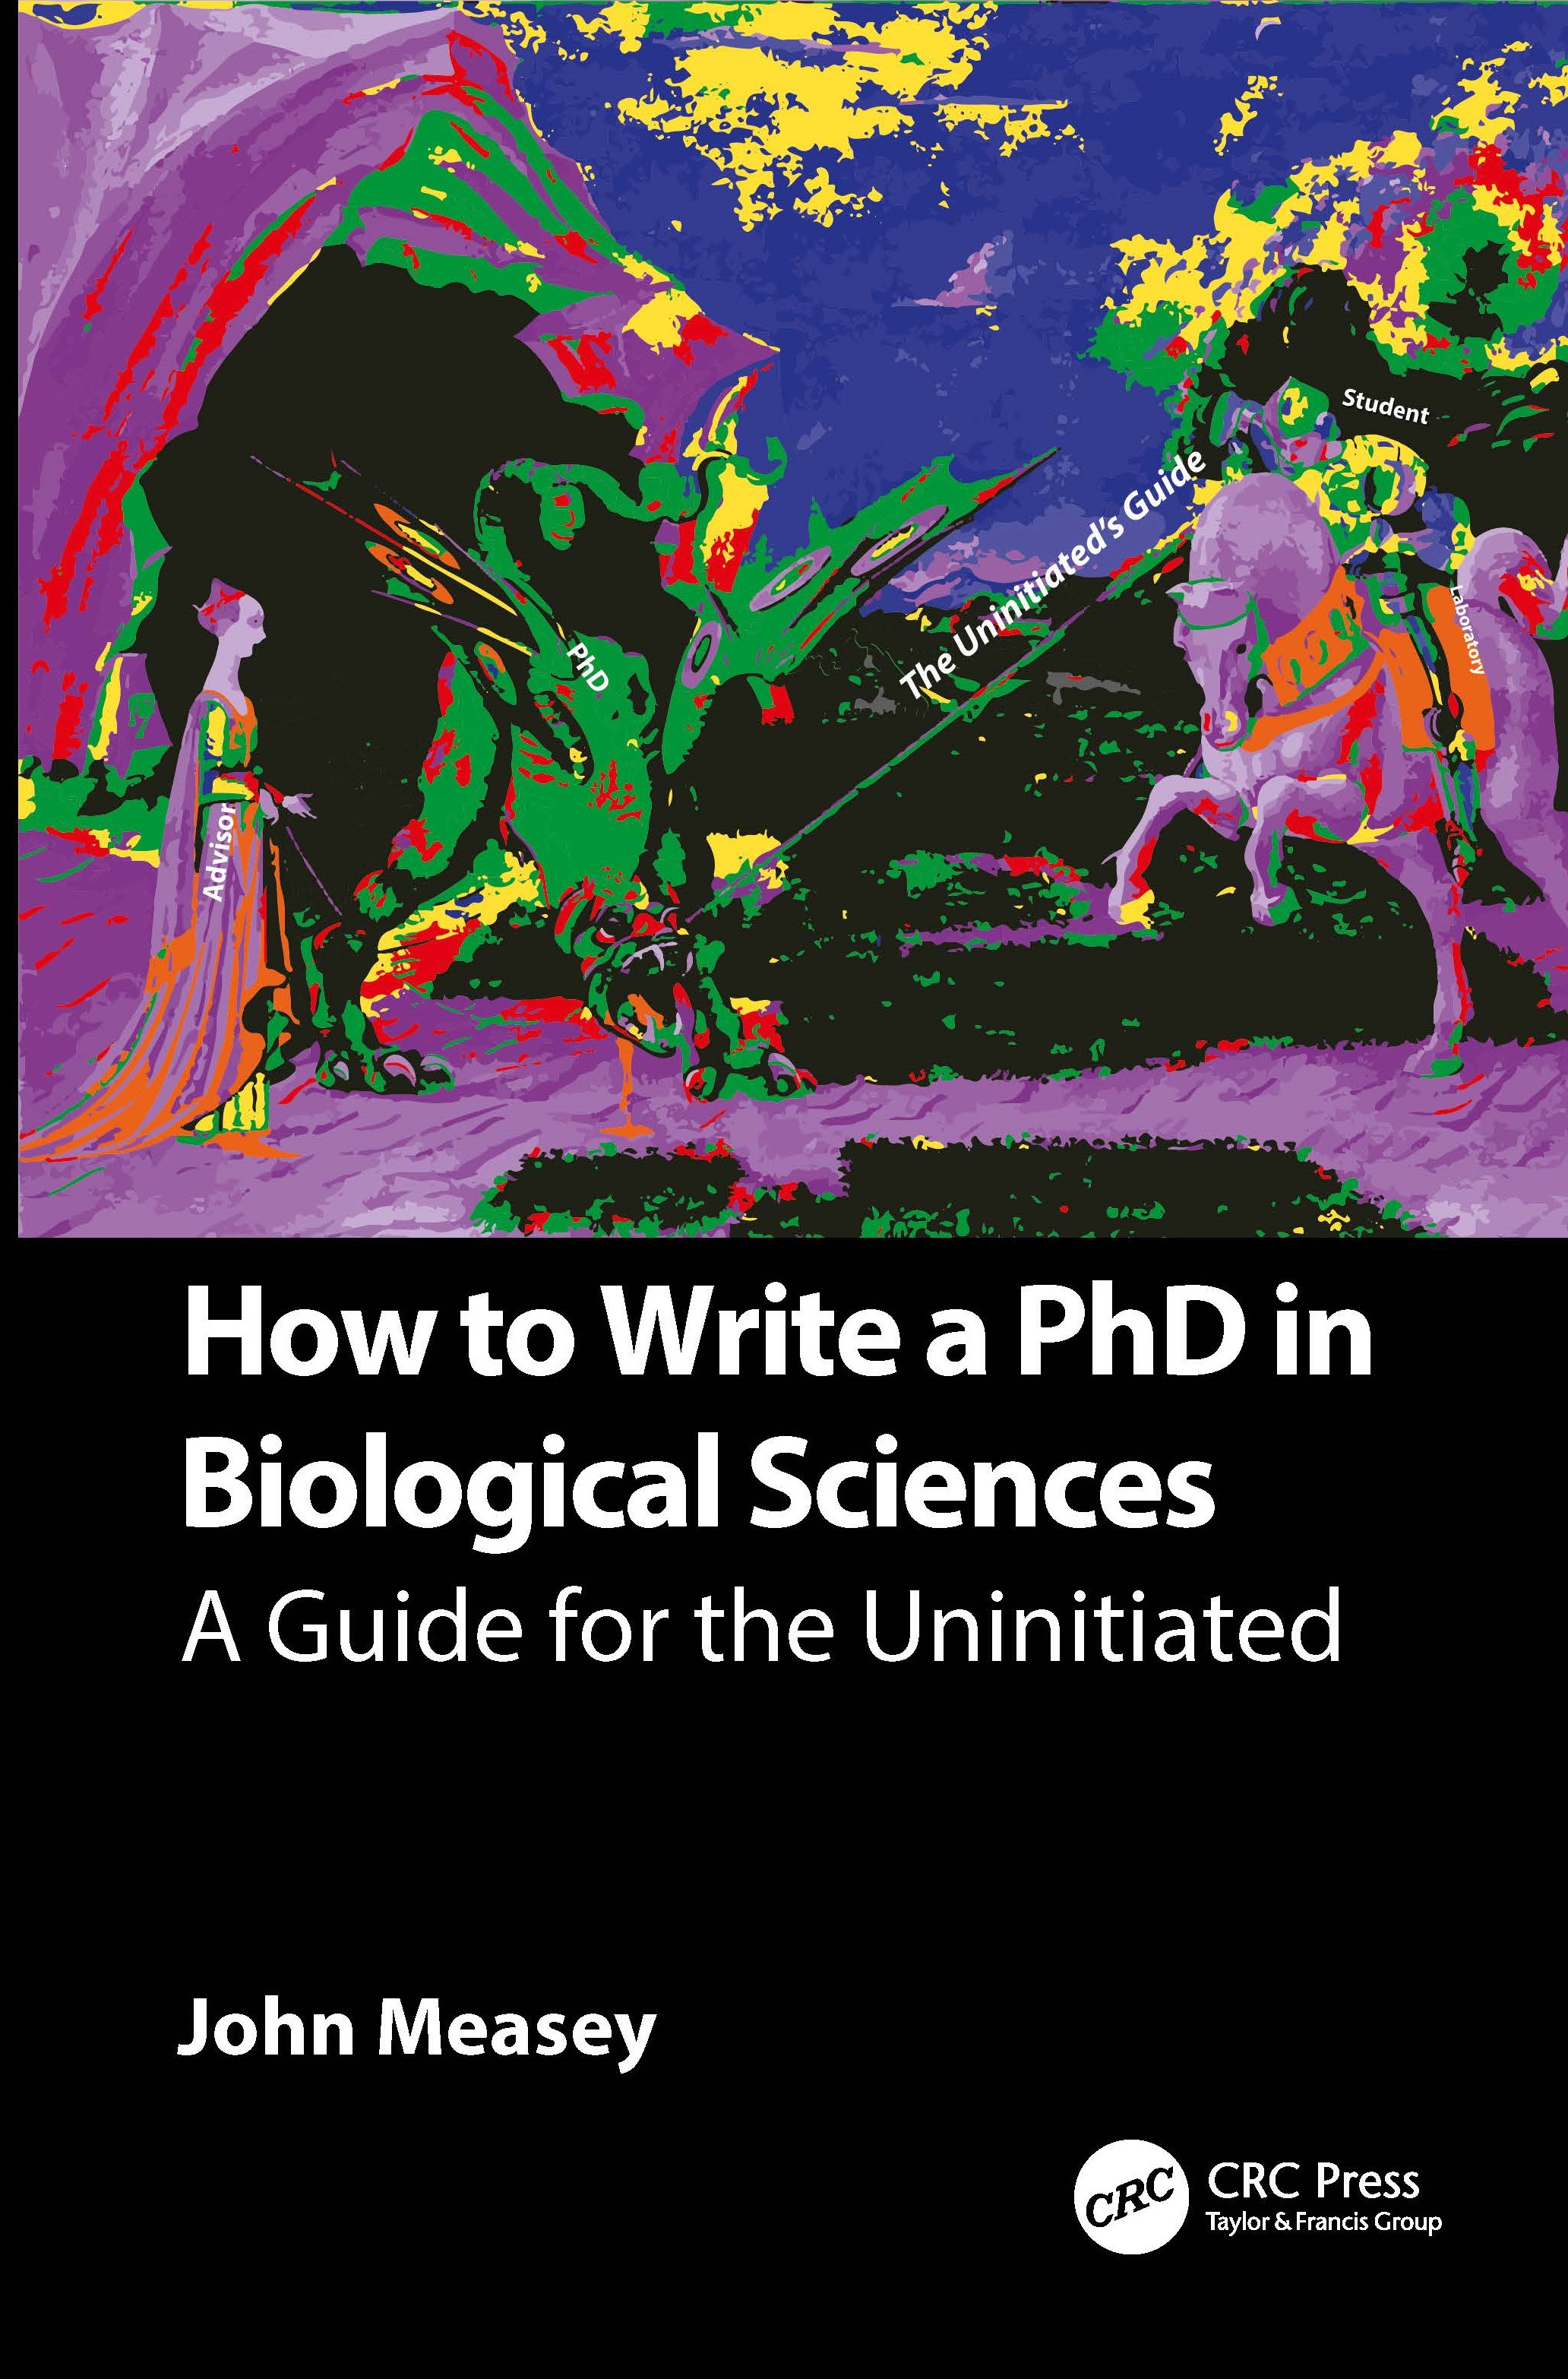 Student
The Uninitiated's Guide
Laboratory
PhD
Advisor
How to Write a PhD in
Biological Sciences
A Guide for the Uninitiated
John Measey
CRC
CRC Press
Taylor & Francis Group